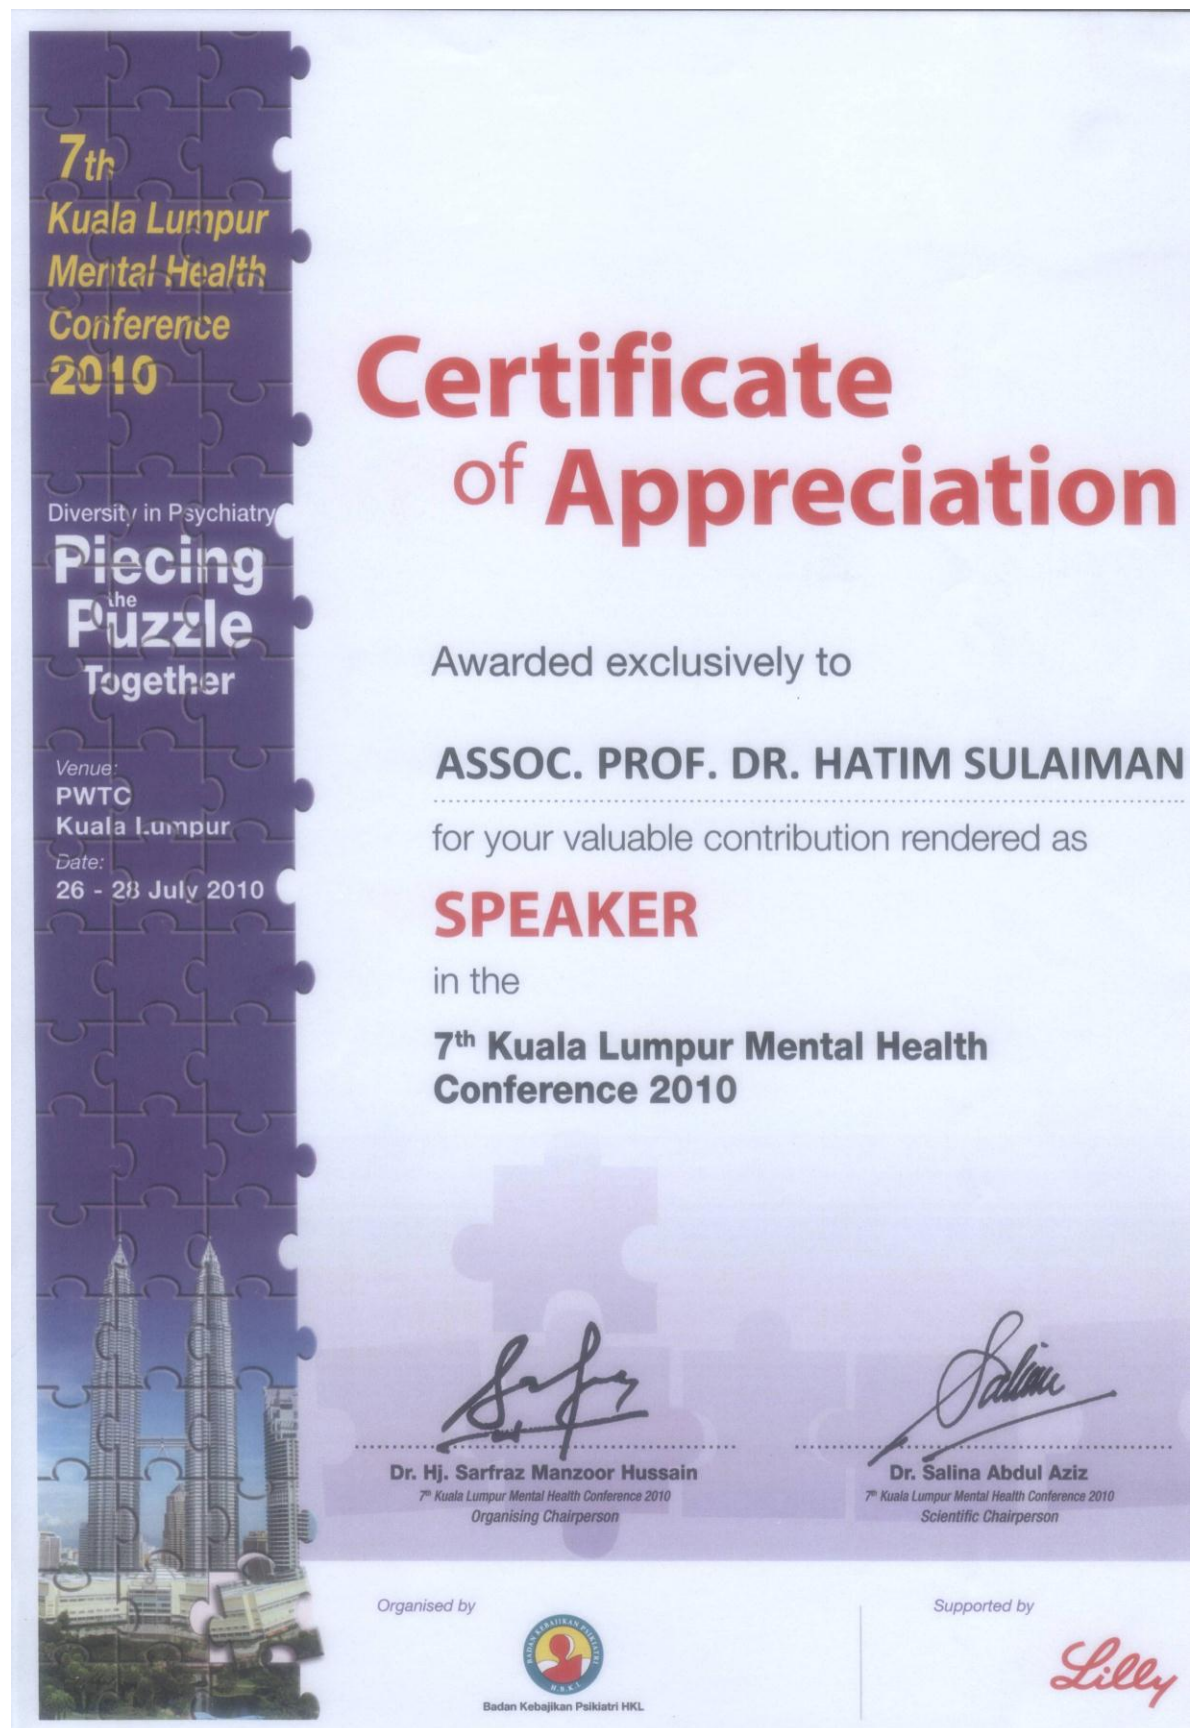 7th
Kuala Lumpur
Mental Health
Conference
2010
Diversity in Psychiatry
Piecing
the
Puzzle
Together
Venue:
PWTC
Kuala Lumpur
Date:
26 - 28 July 2010
Certificate
of Appreciation
Awarded exclusively to
ASSOC. PROF. DR. HATIM SULAIMAN
for your valuable contribution rendered as
SPEAKER
in the
7th Kuala Lumpur Mental Health
Conference 2010
Dr. Hj. Sarfraz Manzoor Hussain
7th Kuala Lumpur Mental Health Conference 2010
Organising Chairperson
Salina
Dr. Salina Abdul Aziz
7th Kuala Lumpur Mental Health Conference 2010
Scientific Chairperson
Organised by
BADAN KEBAJIKAN PSIKIATRI
Badan Kebajikan Psikiatri HKL
Supported by
Lilly